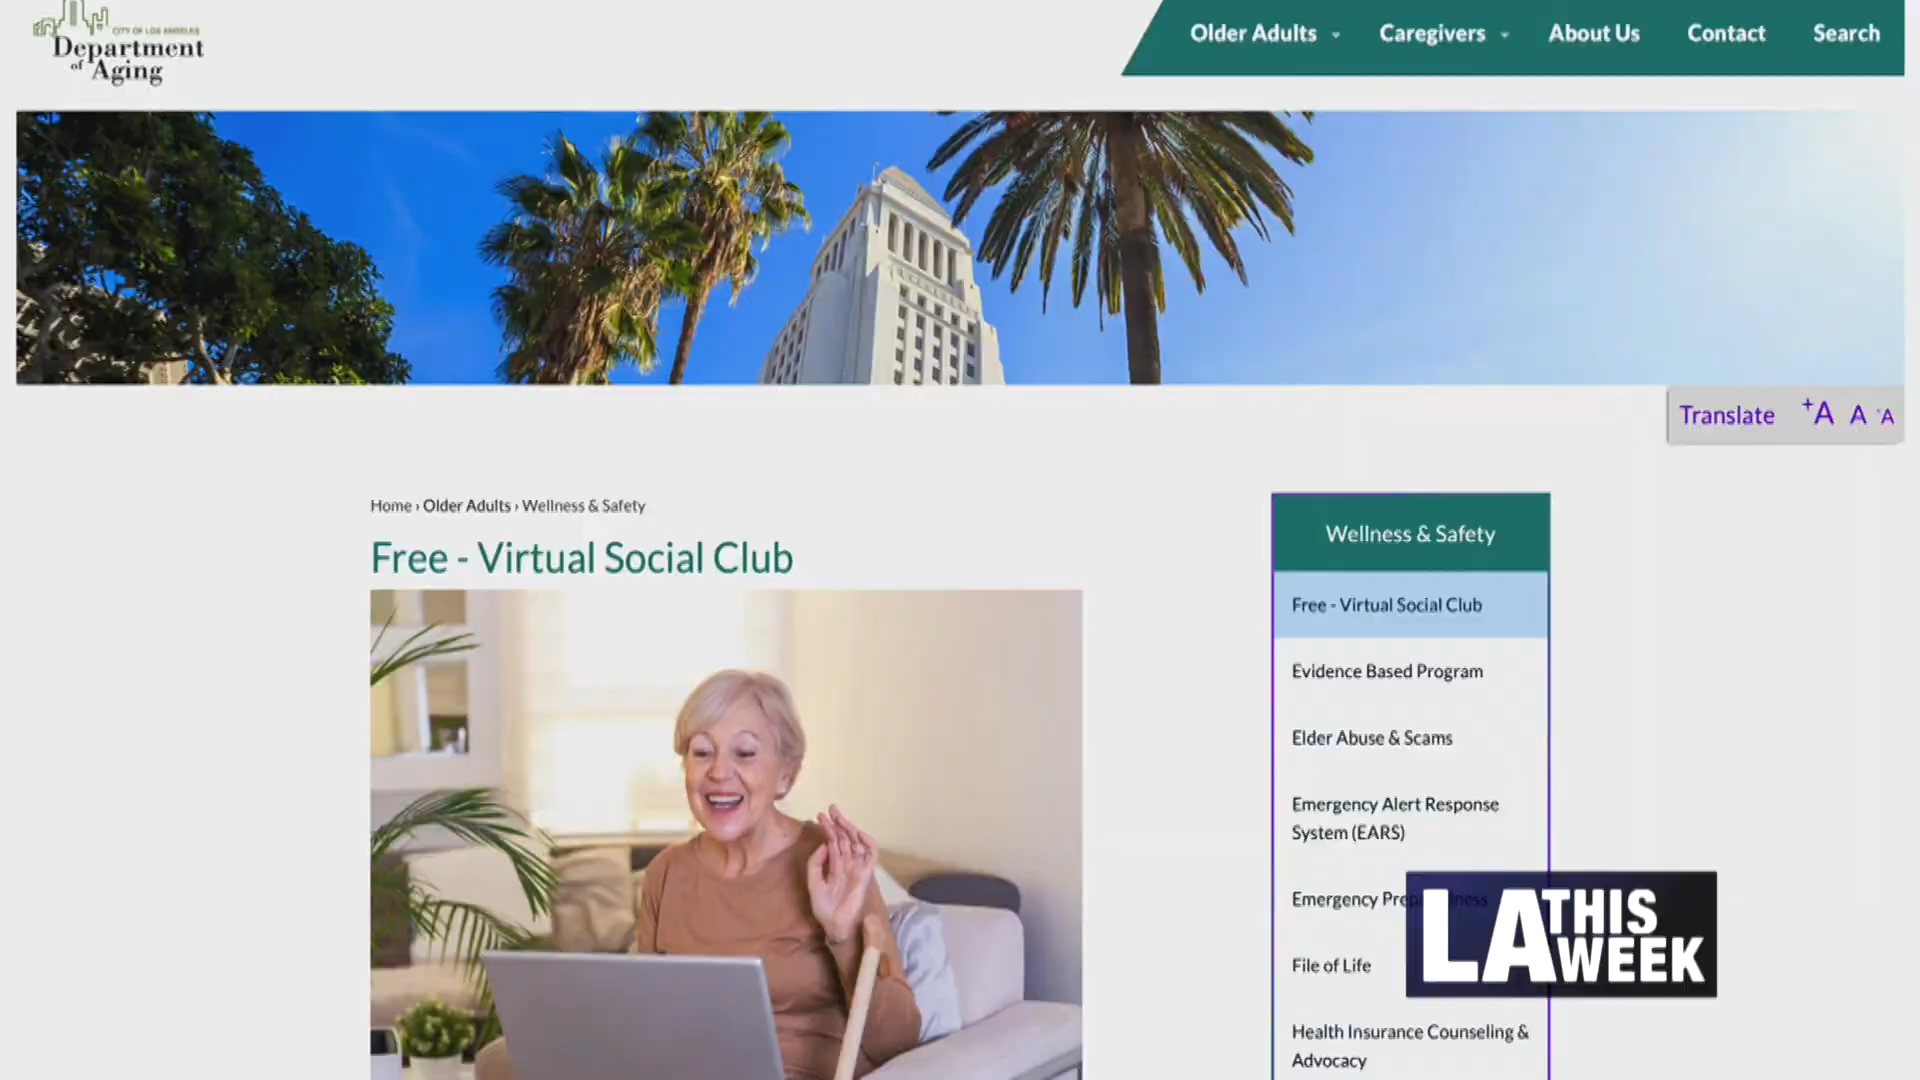 CITY OF LOS ANGELES
Department
of Aging
Older Adults
Caregivers
About Us
Contact
Search
Translate +A A -A
Home › Older Adults › Wellness & Safety
Free - Virtual Social Club
Wellness & Safety
Free - Virtual Social Club
Evidence Based Program
Elder Abuse & Scams
Emergency Alert Response
System (EARS)
Emergency Preparedness
File of Life
Health Insurance Counseling &
Advocacy
LA THIS
WEEK